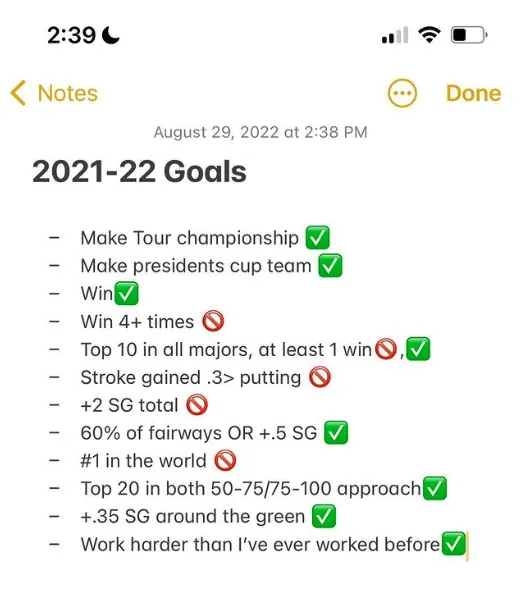 2:39
Notes
Done
August 29, 2022 at 2:38 PM
2021-22 Goals
– Make Tour championship ✅
– Make presidents cup team ✅
– Win✅
– Win 4+ times 🚫
– Top 10 in all majors, at least 1 win🚫,✅
– Stroke gained .3> putting 🚫
– +2 SG total 🚫
– 60% of fairways OR +.5 SG ✅
– #1 in the world 🚫
– Top 20 in both 50-75/75-100 approach✅
– +.35 SG around the green ✅
– Work harder than I’ve ever worked before✅